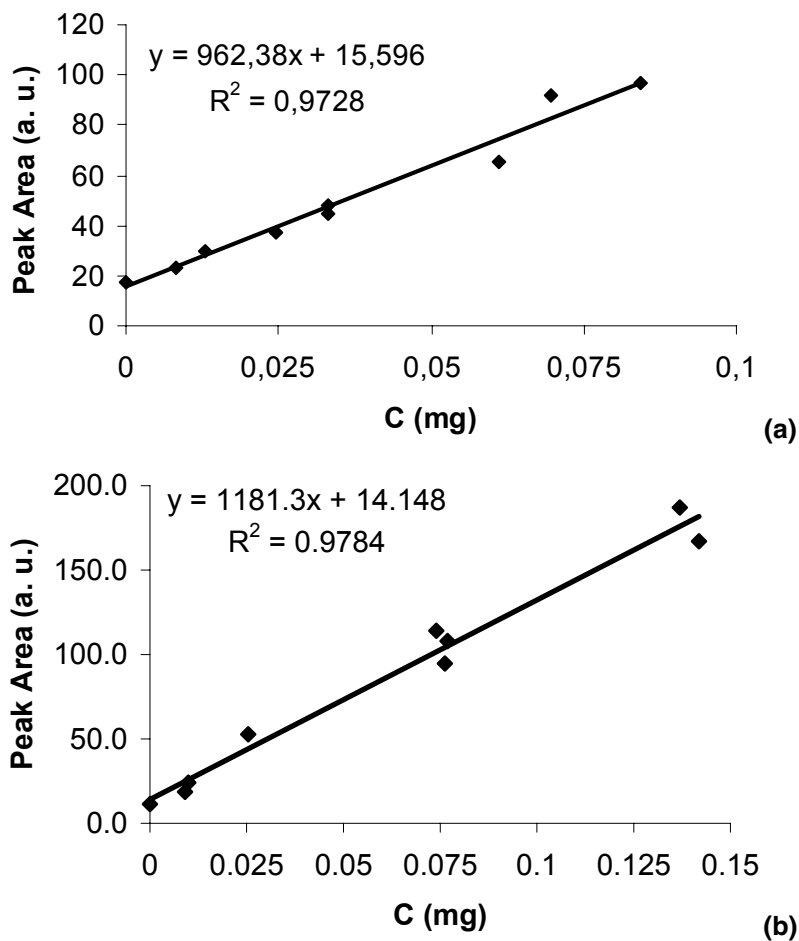 120
y = 962,38x + 15,596
100
R² = 0,9728
80
60
40
20
0
Peak Area (a. u.)
0 0,025 0,05 0,075 0,1
C (mg)
(a)
200.0
y = 1181.3x + 14.148
R² = 0.9784
150.0
100.0
50.0
0.0
Peak Area (a. u.)
0 0.025 0.05 0.075 0.1 0.125 0.15
C (mg)
(b)